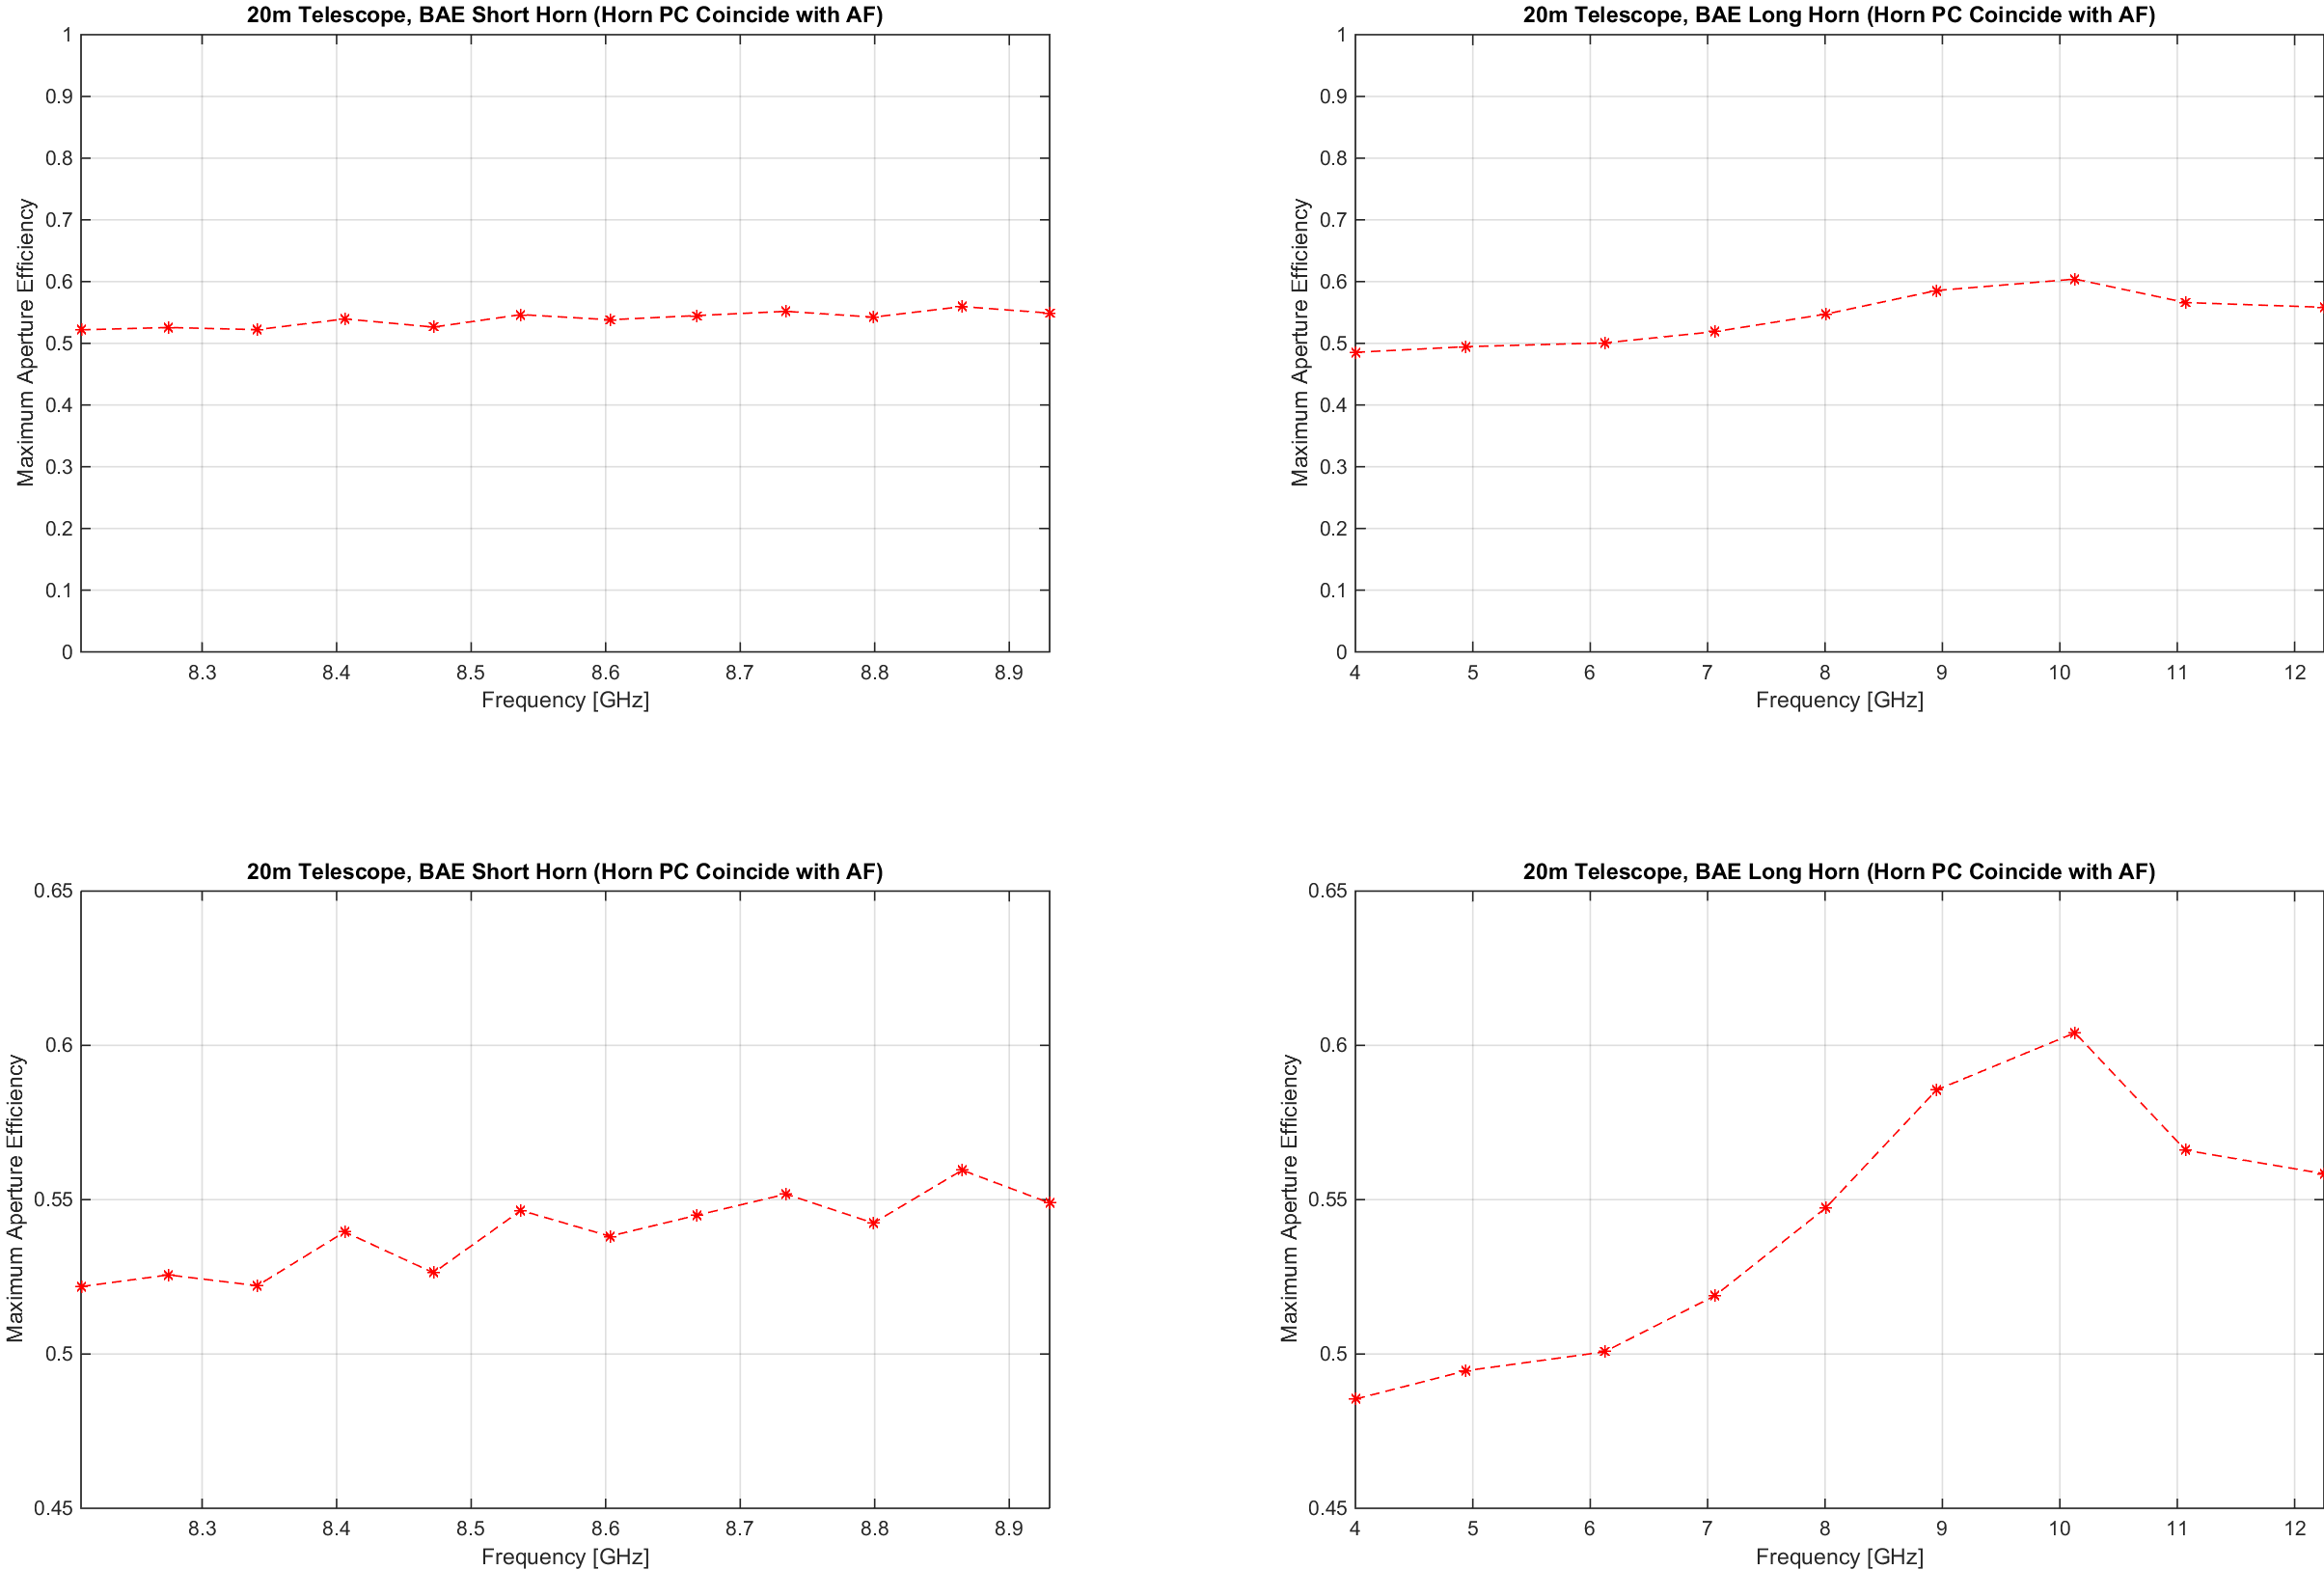 20m Telescope, BAE Short Horn (Horn PC Coincide with AF)
1
0.9
0.8
0.7
0.6
0.5
0.4
0.3
0.2
0.1
0
Maximum Aperture Efficiency
8.3 8.4 8.5 8.6 8.7 8.8 8.9
Frequency [GHz]
20m Telescope, BAE Long Horn (Horn PC Coincide with AF)
1
0.9
0.8
0.7
0.6
0.5
0.4
0.3
0.2
0.1
0
Maximum Aperture Efficiency
4 5 6 7 8 9 10 11 12
Frequency [GHz]
20m Telescope, BAE Short Horn (Horn PC Coincide with AF)
0.65
0.6
0.55
0.5
0.45
Maximum Aperture Efficiency
8.3 8.4 8.5 8.6 8.7 8.8 8.9
Frequency [GHz]
20m Telescope, BAE Long Horn (Horn PC Coincide with AF)
0.65
0.6
0.55
0.5
0.45
Maximum Aperture Efficiency
4 5 6 7 8 9 10 11 12
Frequency [GHz]